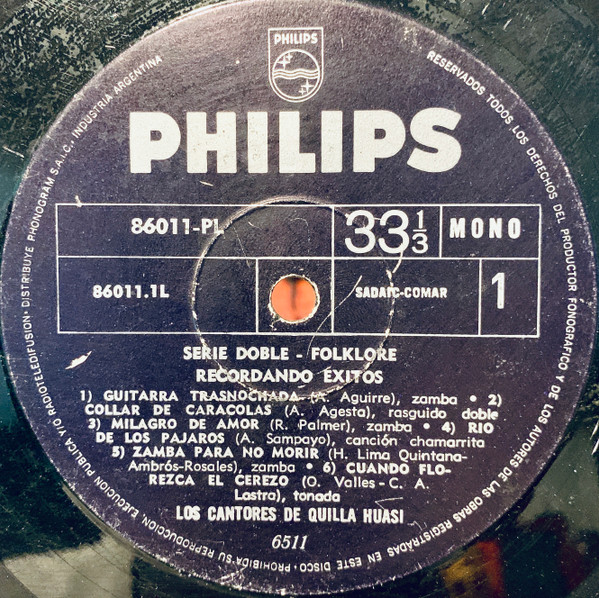 PHILIPS
PHILIPS
86011-PL
33 1/3
MONO
86011.1L
SADAIC-COMAR
1
SERIE DOBLE - FOLKLORE
RECORDANDO ÉXITOS
1) GUITARRA TRASNOCHADA (A. Aguirre), zamba • 2)
COLLAR DE CARACOLAS (A. Agesta), rasguido doble
3) MILAGRO DE AMOR (R. Palmer), zamba • 4) RIO
DE LOS PAJAROS (A. Sampayo), canción chamarrita
5) ZAMBA PARA NO MORIR (H. Lima Quintana-
Ambrós-Rosales), zamba • 6) CUANDO FLO-
REZCA EL CEREZO (O. Valles - C. A.
Lastra), tonada
LOS CANTORES DE QUILLA HUASI
6511
RESERVADOS TODOS LOS DERECHOS DEL PRODUCTOR FONOGRAFICO Y DE LOS AUTORES DE LAS OBRAS REGISTRADAS EN ESTE DISCO • PROHIBIDA SU REPRODUCCION, EJECUCION PUBLICA Y/O RADIOTELEDIFUSION • DISTRIBUYE PHONOGRAM S.A.I.C., INDUSTRIA ARGENTINA